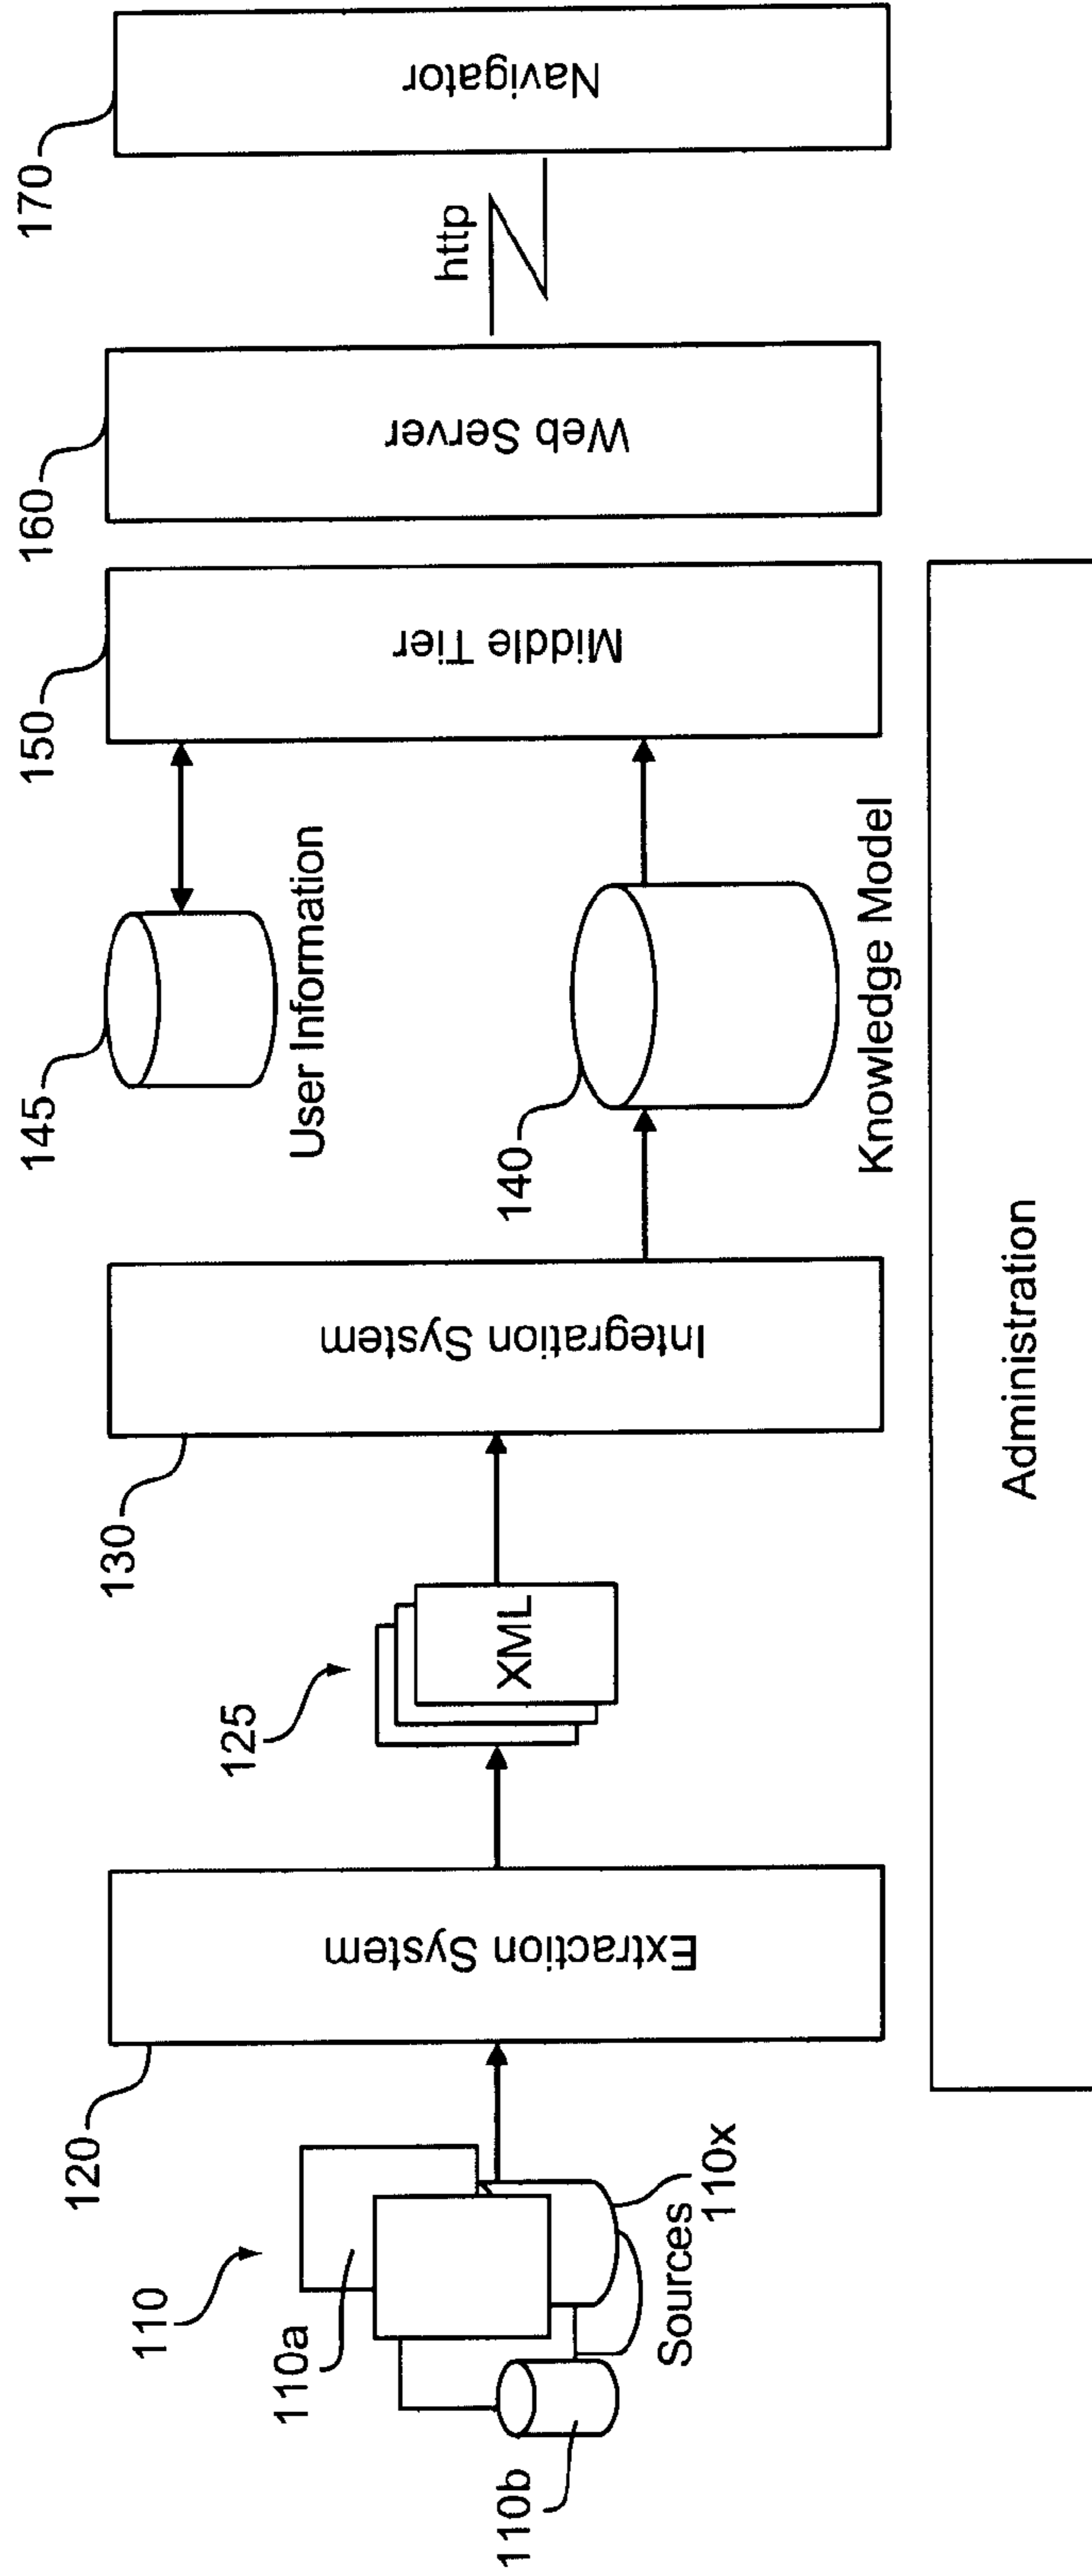 110
110a
110b
110x
Sources
120
Extraction System
125
XML
130
Integration System
140
Knowledge Model
145
User Information
150
Middle Tier
160
Web Server
http
170
Navigator
Administration